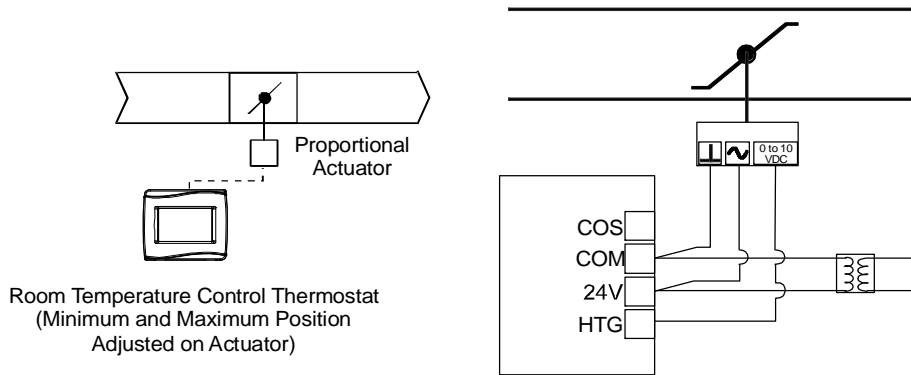 Proportional
Actuator
Room Temperature Control Thermostat
(Minimum and Maximum Position
Adjusted on Actuator)
0 to 10
VDC
COS
COM
24V
HTG